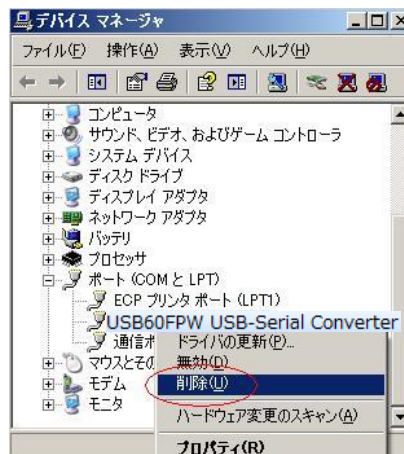 デバイス マネージャ
ファイル(F) 操作(A) 表示(V) ヘルプ(H)
コンピュータ
サウンド、ビデオ、およびゲーム コントローラ
システム デバイス
ディスク ドライブ
ディスプレイ アダプタ
ネットワーク アダプタ
バッテリ
プロセッサ
ポート (COM と LPT)
ECP プリンタ ポート (LPT1)
USB60FPW USB-Serial Converter
通信ポ
ドライバの更新(P)...
マウスとその
無効(D)
モデム
削除(U)
モニタ
ハードウェア変更のスキャン(A)
プロパティ(R)